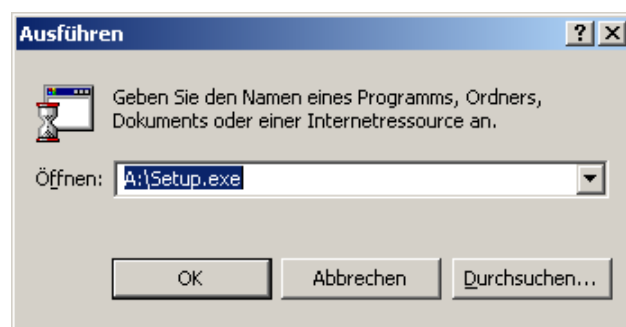 Ausführen
Geben Sie den Namen eines Programms, Ordners,
Dokuments oder einer Internetressource an.
Öffnen: A:\Setup.exe
OK Abbrechen Durchsuchen...